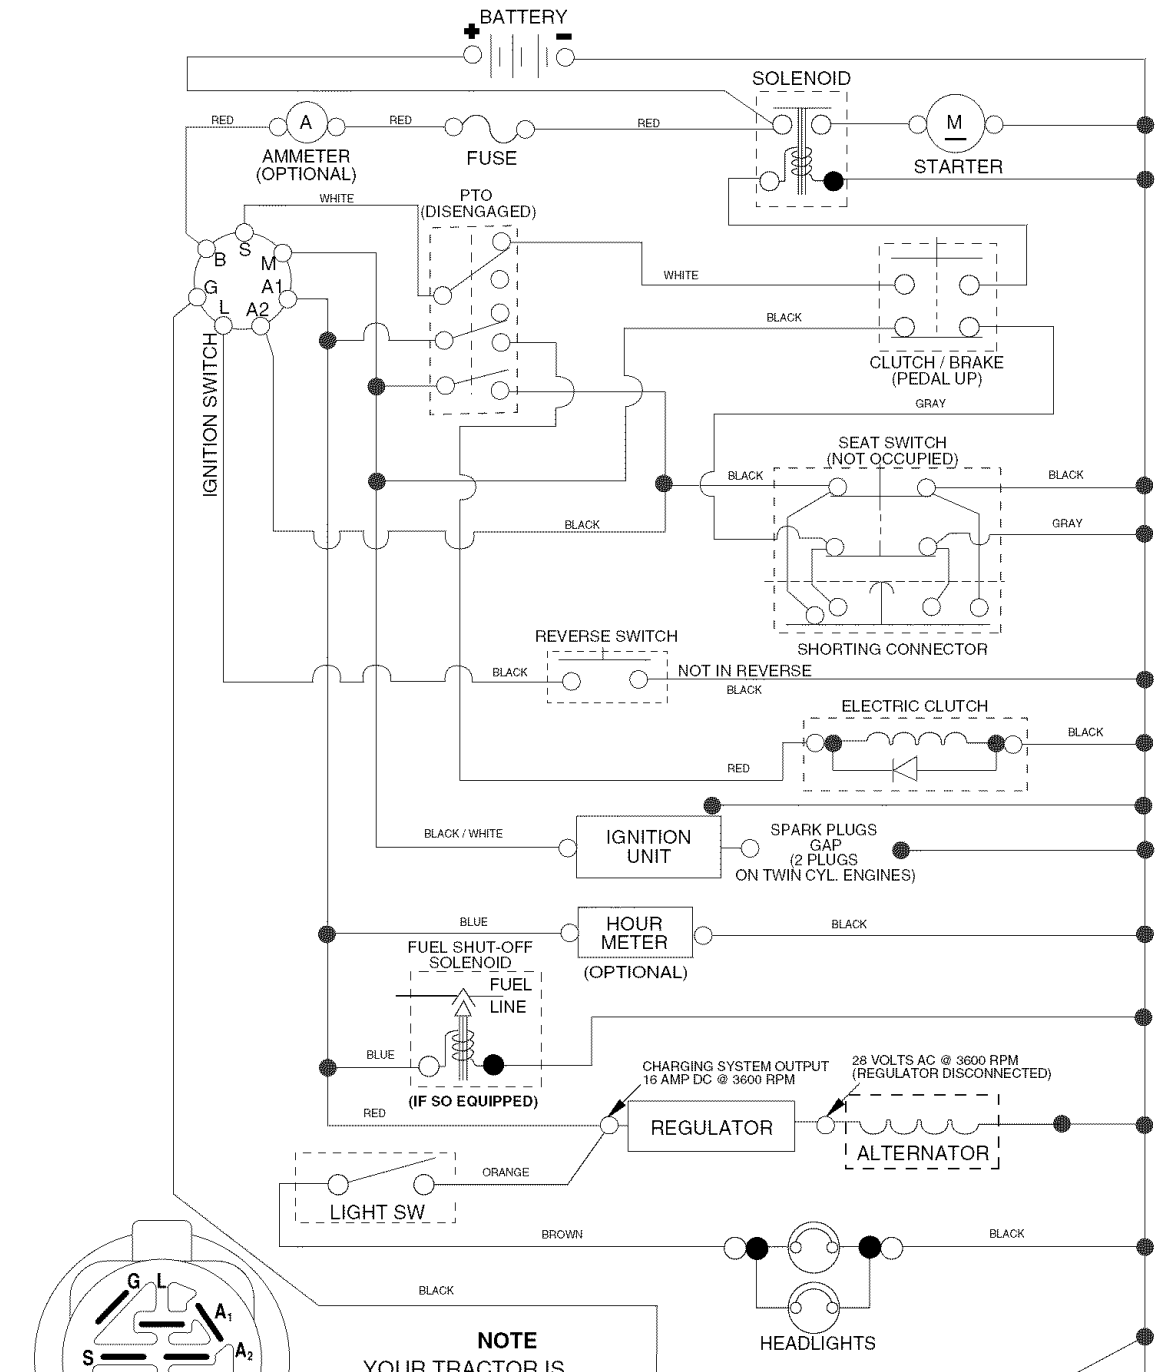 BATTERY
+ -
SOLENOID
RED
A
RED
RED
M
AMMETER
(OPTIONAL)
FUSE
STARTER
WHITE
PTO
(DISENGAGED)
S
B
M
G
A1
L
A2
WHITE
BLACK
IGNITION SWITCH
CLUTCH / BRAKE
(PEDAL UP)
GRAY
SEAT SWITCH
(NOT OCCUPIED)
BLACK
BLACK
BLACK
GRAY
REVERSE SWITCH
SHORTING CONNECTOR
BLACK
NOT IN REVERSE
BLACK
ELECTRIC CLUTCH
BLACK
RED
BLACK / WHITE
IGNITION
UNIT
SPARK PLUGS
GAP
(2 PLUGS
ON TWIN CYL. ENGINES)
BLUE
HOUR
METER
BLACK
(OPTIONAL)
FUEL SHUT-OFF
SOLENOID
FUEL
LINE
BLUE
(IF SO EQUIPPED)
CHARGING SYSTEM OUTPUT
16 AMP DC @ 3600 RPM
28 VOLTS AC @ 3600 RPM
(REGULATOR DISCONNECTED)
RED
REGULATOR
ALTERNATOR
ORANGE
LIGHT SW
BROWN
BLACK
HEADLIGHTS
BLACK
G L
A1
A2
S
NOTE
YOUR TRACTOR IS